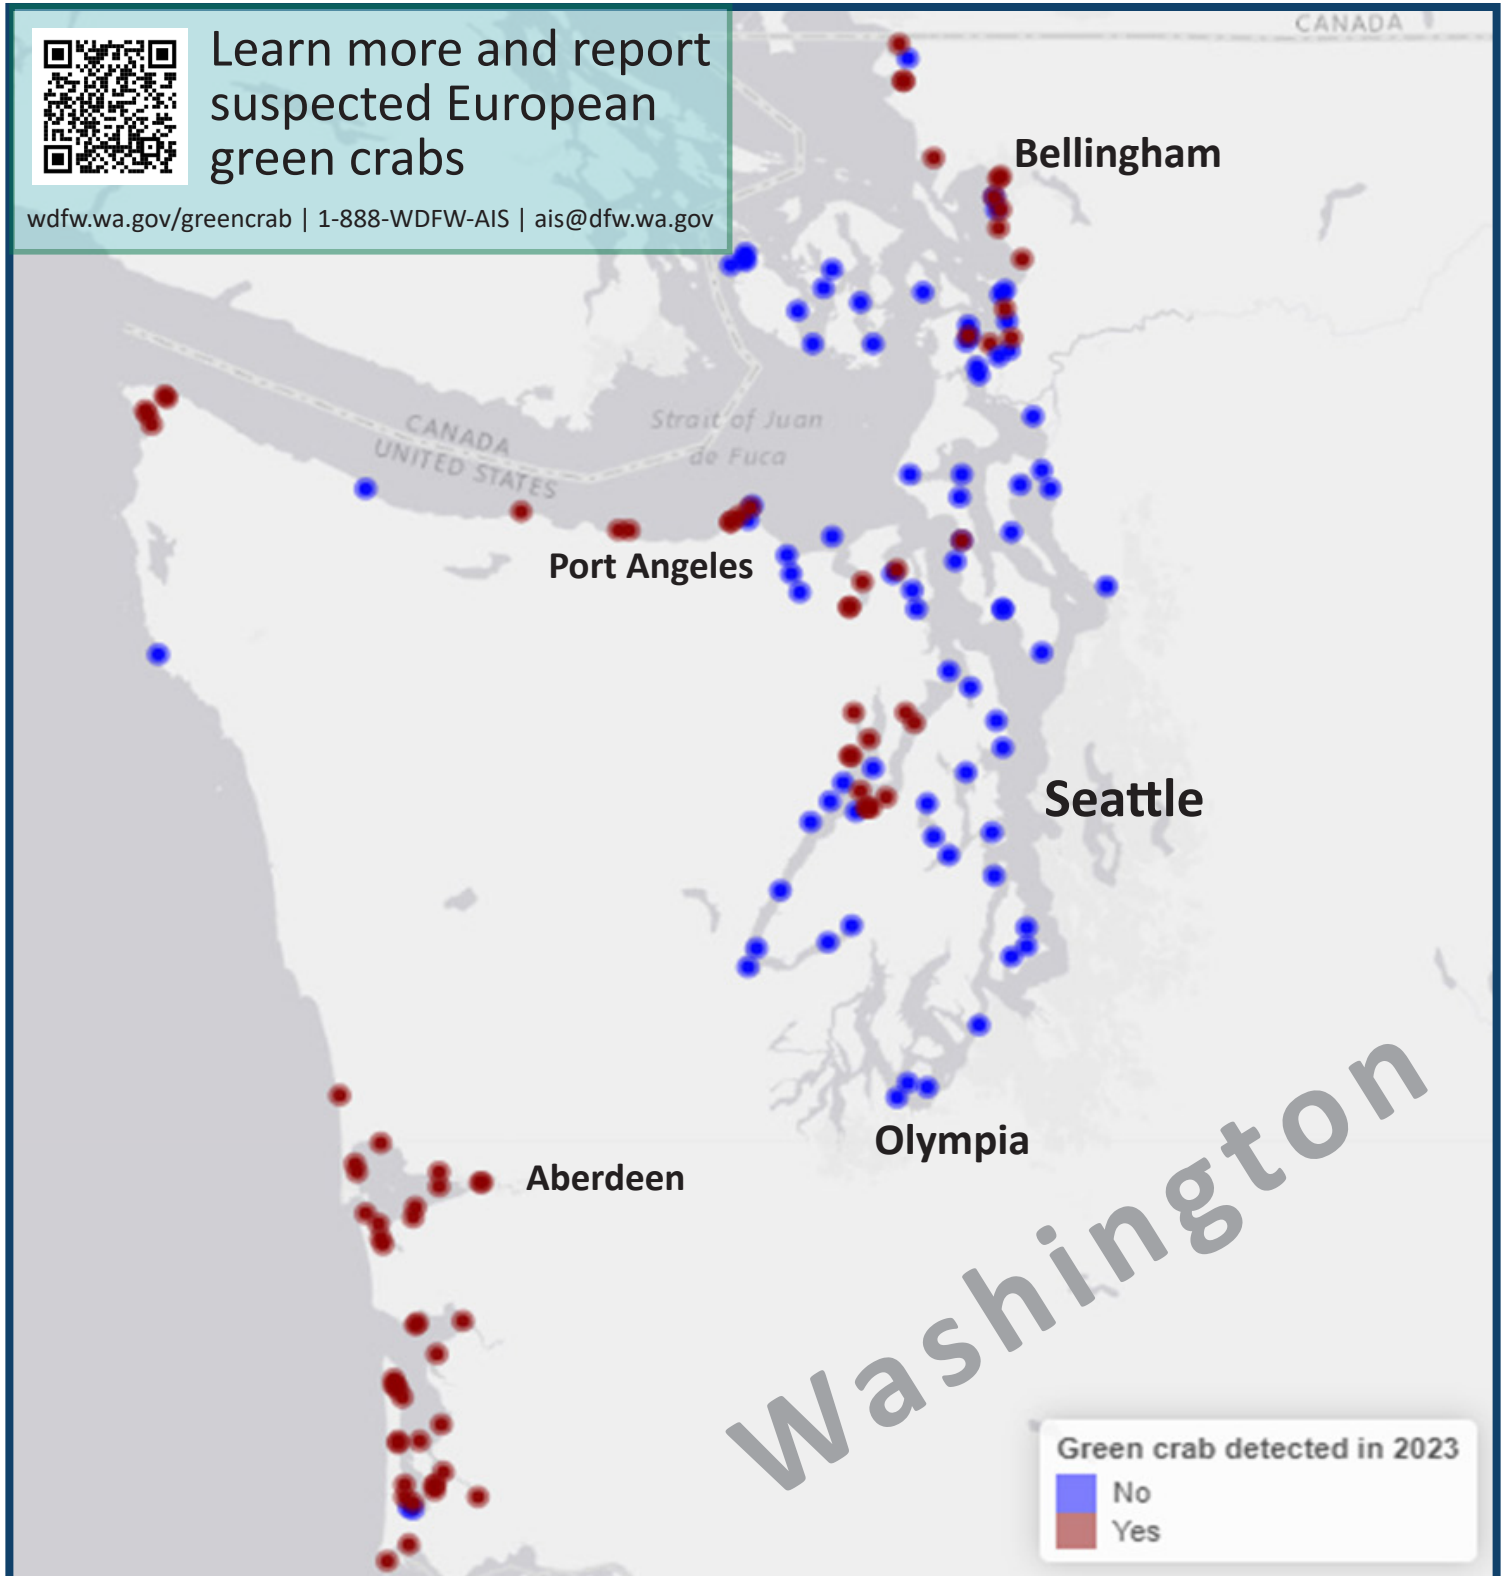 Learn more and report
suspected European
green crabs
wdfw.wa.gov/greencrab | 1-888-WDFW-AIS | ais@dfw.wa.gov
CANADA
Bellingham
Strait of Juan
de Fuca
CANADA
UNITED STATES
Port Angeles
Seattle
Olympia
Aberdeen
Washington
Green crab detected in 2023
No
Yes